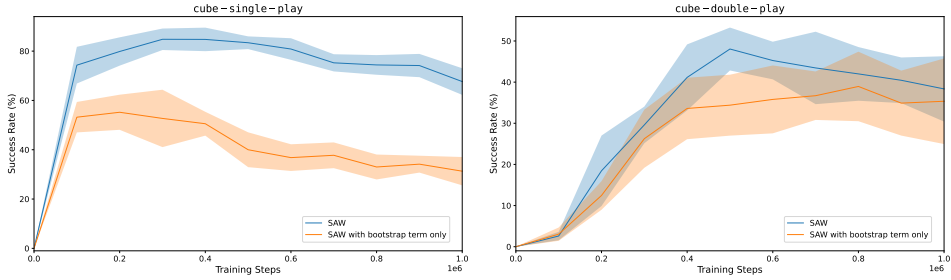 cube-single-play
Success Rate (%)
80
60
40
20
0
0.0 0.2 0.4 0.6 0.8 1.0
1e6
Training Steps
SAW
SAW with bootstrap term only
cube-double-play
Success Rate (%)
50
40
30
20
10
0
0.0 0.2 0.4 0.6 0.8 1.0
1e6
Training Steps
SAW
SAW with bootstrap term only